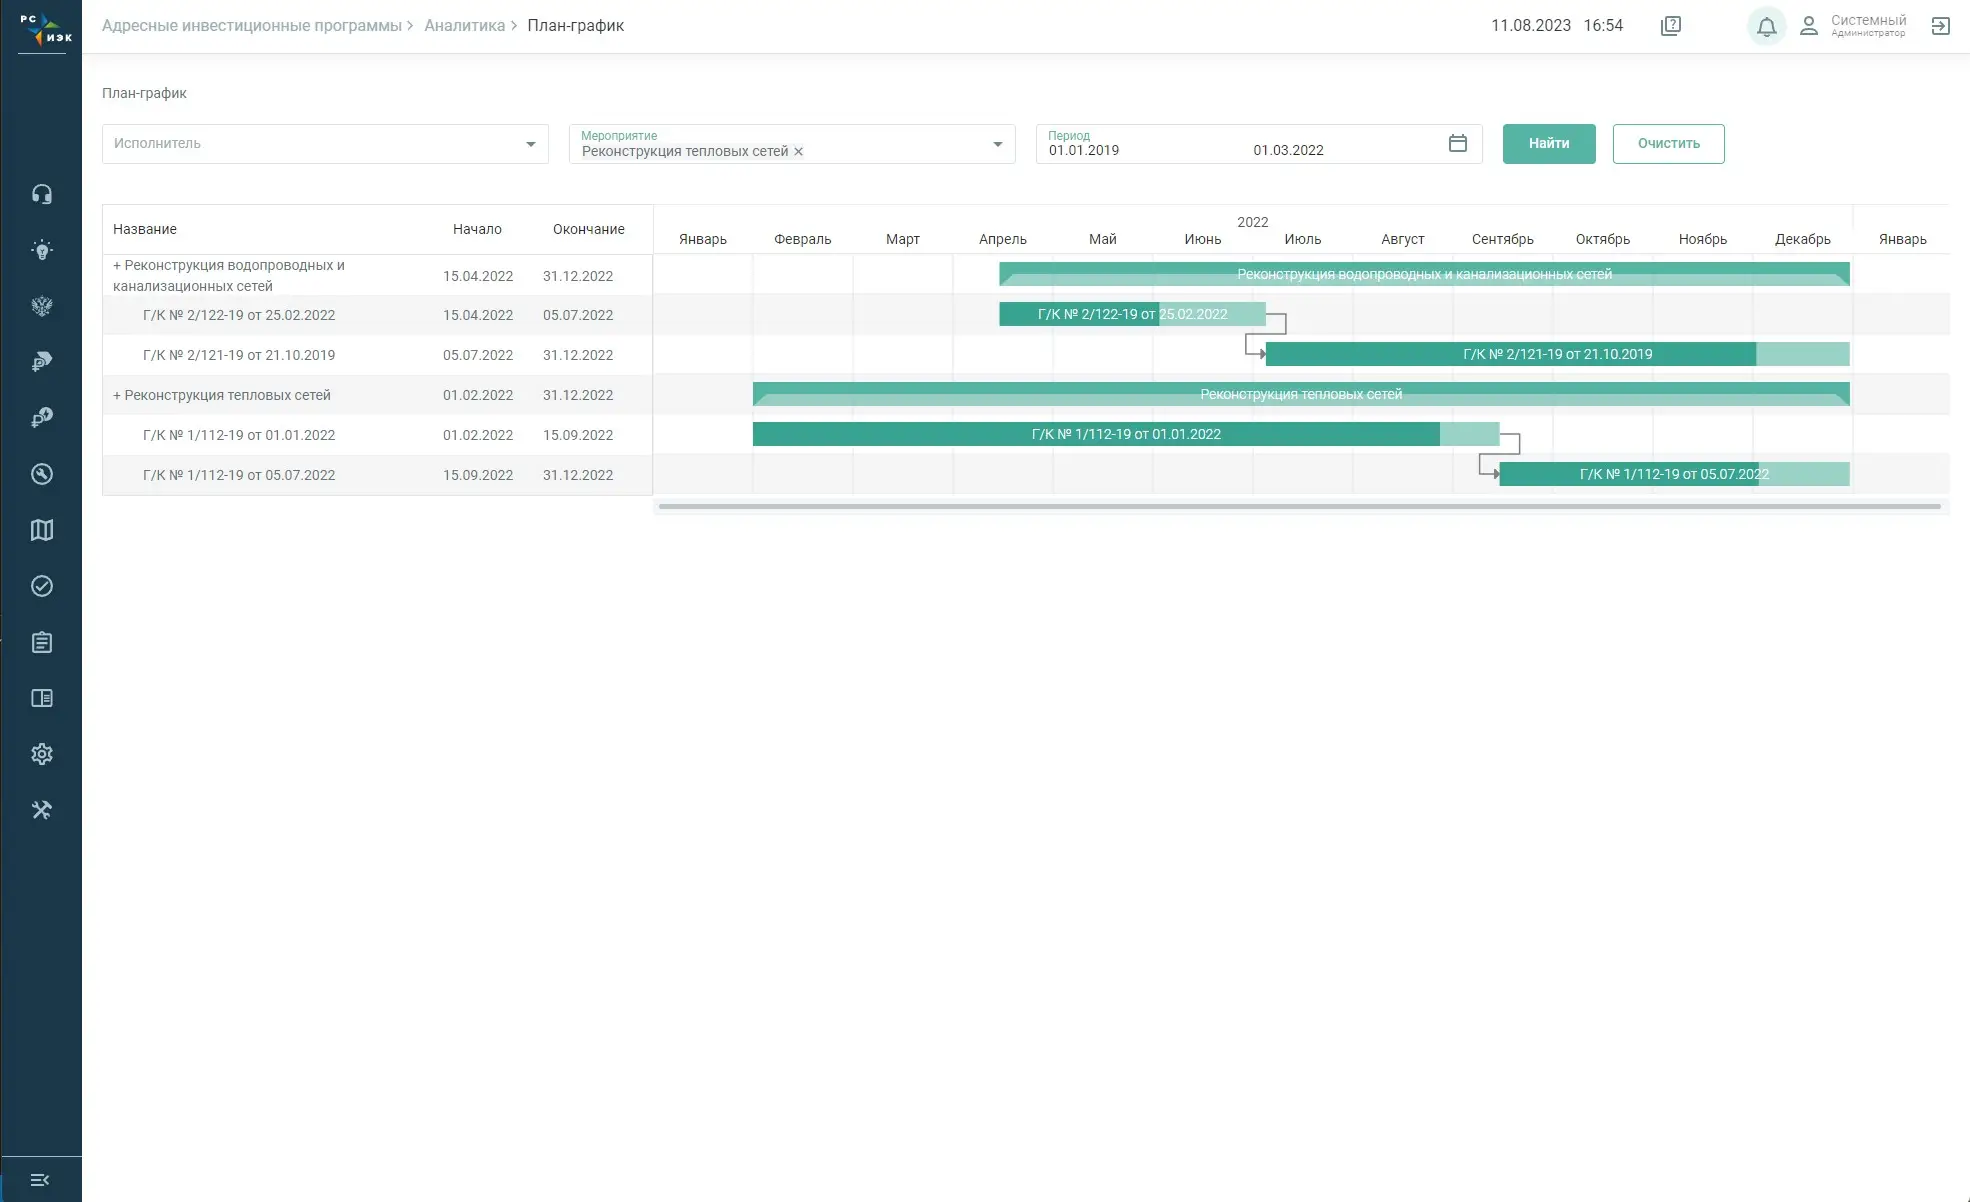 РС
ИЭК
Адресные инвестиционные программы > Аналитика > План-график
11.08.2023 16:54
Системный
Администратор
План-график
Исполнитель
Мероприятие
Реконструкция тепловых сетей ×
Период
01.01.2019 01.03.2022
Найти
Очистить
Название Начало Окончание
2022
Январь Февраль Март Апрель Май Июнь Июль Август Сентябрь Октябрь Ноябрь Декабрь Январь
+ Реконструкция водопроводных и
канализационных сетей
15.04.2022 31.12.2022
Реконструкция водопроводных и канализационных сетей
Г/К № 2/122-19 от 25.02.2022 15.04.2022 05.07.2022
Г/К № 2/122-19 от 25.02.2022
Г/К № 2/121-19 от 21.10.2019 05.07.2022 31.12.2022
Г/К № 2/121-19 от 21.10.2019
+ Реконструкция тепловых сетей 01.02.2022 31.12.2022
Реконструкция тепловых сетей
Г/К № 1/112-19 от 01.01.2022 01.02.2022 15.09.2022
Г/К № 1/112-19 от 01.01.2022
Г/К № 1/112-19 от 05.07.2022 15.09.2022 31.12.2022
Г/К № 1/112-19 от 05.07.2022